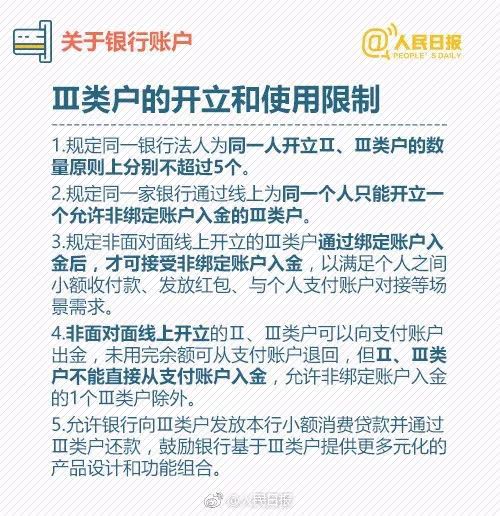 关于银行账户
@人民日报
PEOPLE'S DAILY
Ⅲ类户的开立和使用限制
1.规定同一银行法人为同一人开立Ⅱ、Ⅲ类户的数
量原则上分别不超过5个。
2.规定同一家银行通过线上为同一个人只能开立一
个允许非绑定账户入金的Ⅲ类户。
3.规定非面对面线上开立的Ⅲ类户通过绑定账户入
金后，才可接受非绑定账户入金，以满足个人之间
小额收付款、发放红包、与个人支付账户对接等场
景需求。
4.非面对面线上开立的Ⅱ、Ⅲ类户可以向支付账户
出金，未用完余额可从支付账户退回，但Ⅱ、Ⅲ类
户不能直接从支付账户入金，允许非绑定账户入金
的1个Ⅲ类户除外。
5.允许银行向Ⅲ类户发放本行小额消费贷款并通过
Ⅲ类户还款，鼓励银行基于Ⅲ类户提供更多元化的
产品设计和功能组合。
@人民日报